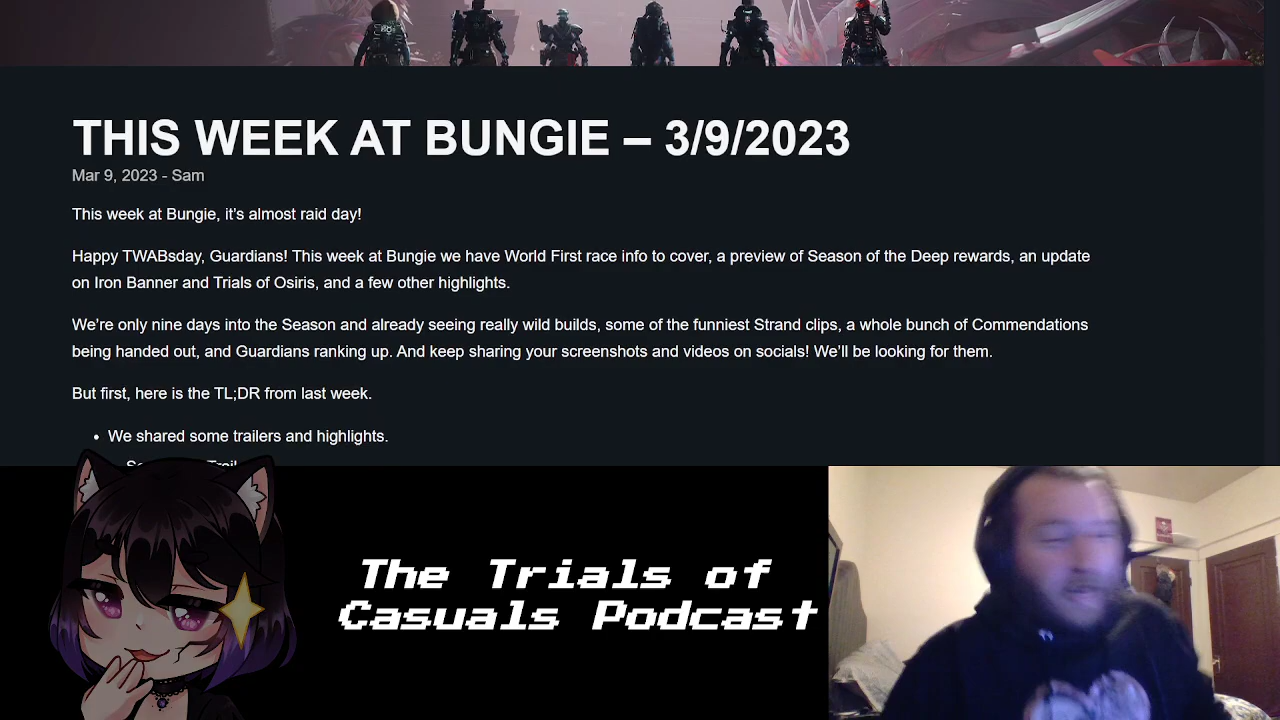 THIS WEEK AT BUNGIE – 3/9/2023
Mar 9, 2023 - Sam
This week at Bungie, it's almost raid day!
Happy TWABsday, Guardians! This week at Bungie we have World First race info to cover, a preview of Season of the Deep rewards, an update
on Iron Banner and Trials of Osiris, and a few other highlights.
We're only nine days into the Season and already seeing really wild builds, some of the funniest Strand clips, a whole bunch of Commendations
being handed out, and Guardians ranking up. And keep sharing your screenshots and videos on socials! We'll be looking for them.
But first, here is the TL;DR from last week.
• We shared some trailers and highlights.
The Trials of
Casuals Podcast